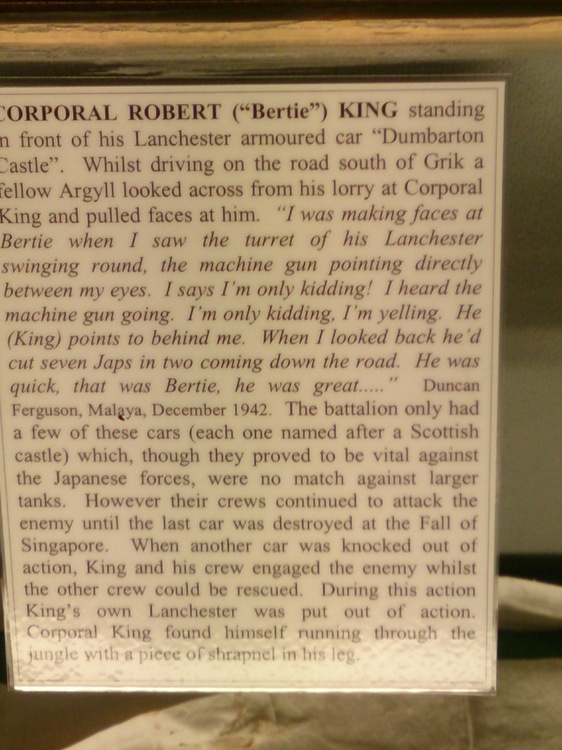 CORPORAL ROBERT (“Bertie”) KING standing
n front of his Lanchester armoured car “Dumbarton
Castle”. Whilst driving on the road south of Grik a
fellow Argyll looked across from his lorry at Corporal
King and pulled faces at him. “I was making faces at
Bertie when I saw the turret of his Lanchester
swinging round, the machine gun pointing directly
between my eyes. I says I’m only kidding! I heard the
machine gun going. I’m only kidding, I’m yelling. He
(King) points to behind me. When I looked back he’d
cut seven Japs in two coming down the road. He was
quick, that was Bertie, he was great.....” Duncan
Ferguson, Malaya, December 1942. The battalion only had
a few of these cars (each one named after a Scottish
castle) which, though they proved to be vital against
the Japanese forces, were no match against larger
tanks. However their crews continued to attack the
enemy until the last car was destroyed at the Fall of
Singapore. When another car was knocked out of
action, King and his crew engaged the enemy whilst
the other crew could be rescued. During this action
King’s own Lanchester was put out of action.
Corporal King found himself running through the
jungle with a piece of shrapnel in his leg.